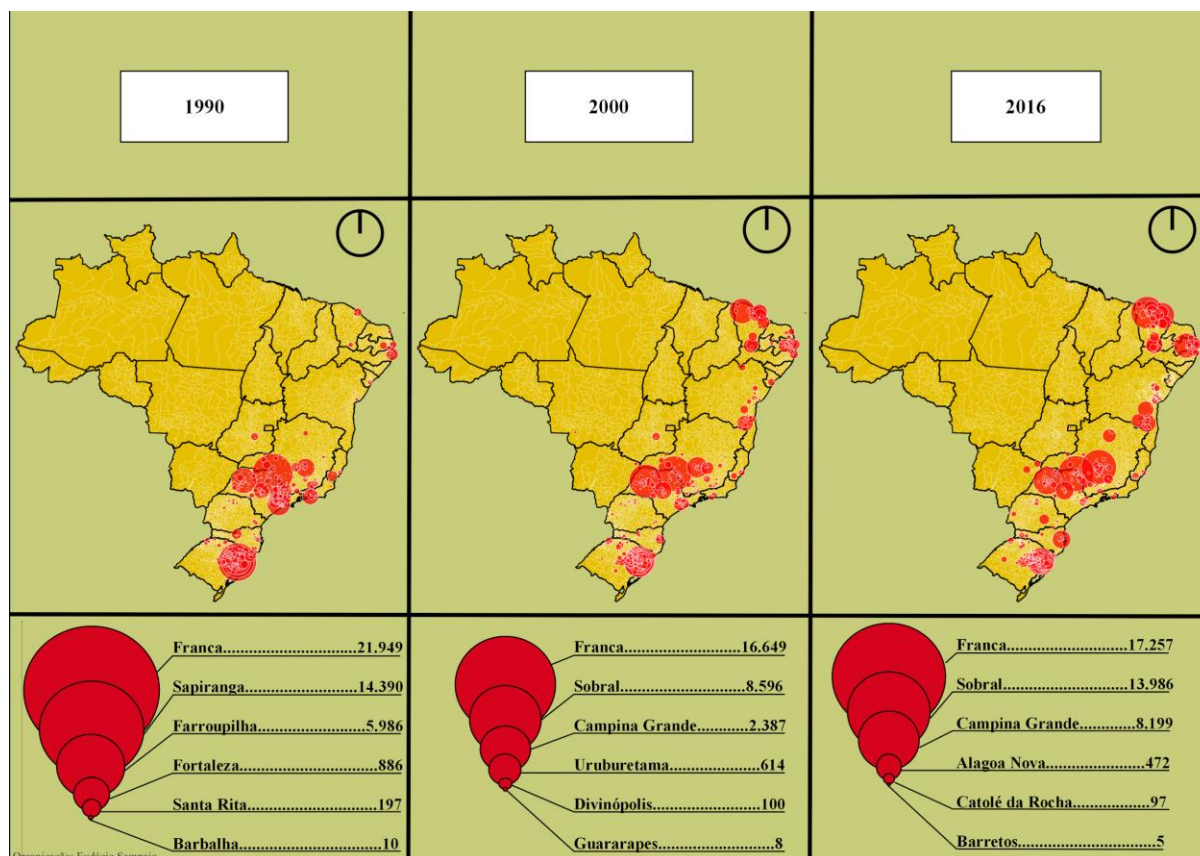 1990
2000
2016
Franca..............................21.949
Sapiranga.......................14.390
Farroupilha......................5.986
Fortaleza............................886
Santa Rita..........................197
Barbalha.............................10
Franca..............................16.649
Sobral................................8.596
Campina Grande..............2.387
Uruburetama......................614
Divinópolis..........................100
Guararapes...........................8
Franca..............................17.257
Sobral..............................13.986
Campina Grande..............8.199
Alagoa Nova......................472
Catolé da Rocha...................97
Barretos................................5